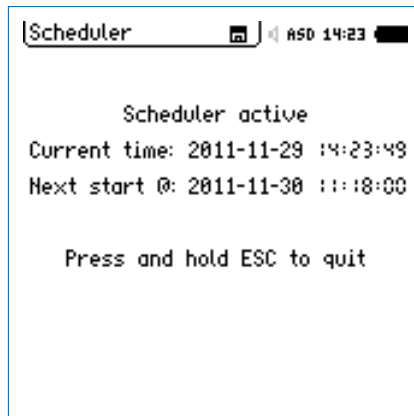 Scheduler ASD 14:23
Scheduler active
Current time: 2011-11-29 14:23:49
Next start @: 2011-11-30 11:18:00
Press and hold ESC to quit